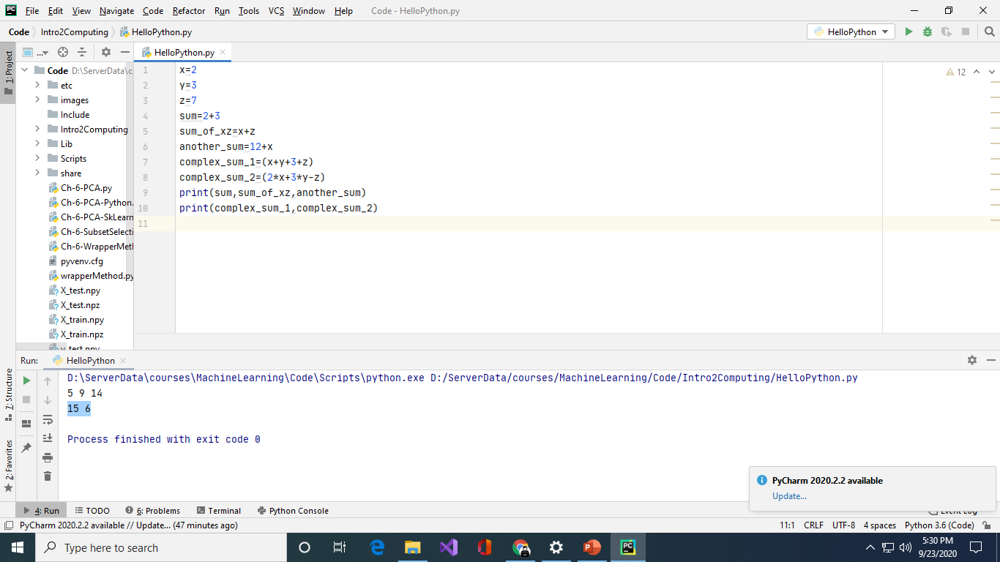 PC File Edit View Navigate Code Refactor Run Tools VCS Window Help Code - HelloPython.py
Code Intro2Computing HelloPython.py HelloPython
1: Project ... HelloPython.py
Code D:\ServerData\c
etc
images
Include
Intro2Computing
Lib
Scripts
share
Ch-6-PCA.py
Ch-6-PCA-Python.
Ch-6-PCA-SkLearn
Ch-6-SubsetSelecti
Ch-6-WrapperMetl
pyvenv.cfg
wrapperMethod.py
X_test.npy
X_test.npz
X_train.npy
X_train.npz
y_test.npy
1 x=2
2 y=3
3 z=7
4 sum=2+3
5 sum_of_xz=x+z
6 another_sum=12+x
7 complex_sum_1=(x+y+3+z)
8 complex_sum_2=(2*x+3*y-z)
9 print(sum,sum_of_xz,another_sum)
10 print(complex_sum_1,complex_sum_2)
11
12
Run: HelloPython
D:\ServerData\courses\MachineLearning\Code\Scripts\python.exe D:/ServerData/courses/MachineLearning/Code/Intro2Computing/HelloPython.py
5 9 14
15 6
Process finished with exit code 0
7: Structure
2: Favorites
PyCharm 2020.2.2 available
Update...
4: Run TODO 6: Problems Terminal Python Console Event Log
PyCharm 2020.2.2 available // Update... (47 minutes ago) 11:1 CRLF UTF-8 4 spaces Python 3.6 (Code)
Type here to search
5:30 PM
9/23/2020